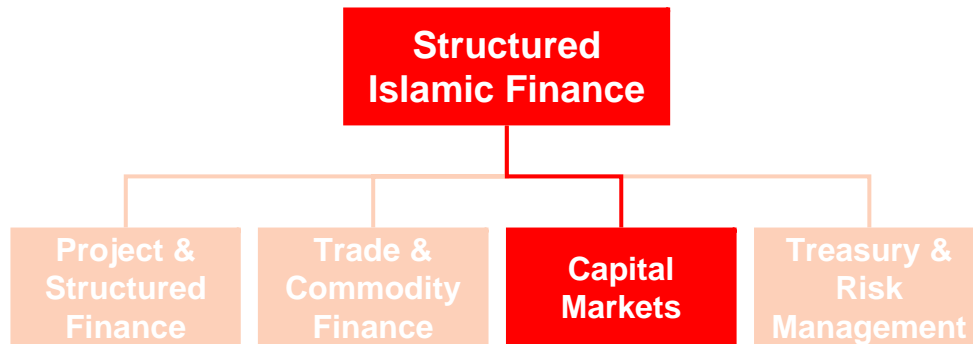 Structured
Islamic Finance
Project &
Structured
Finance
Trade &
Commodity
Finance
Capital
Markets
Treasury &
Risk
Management